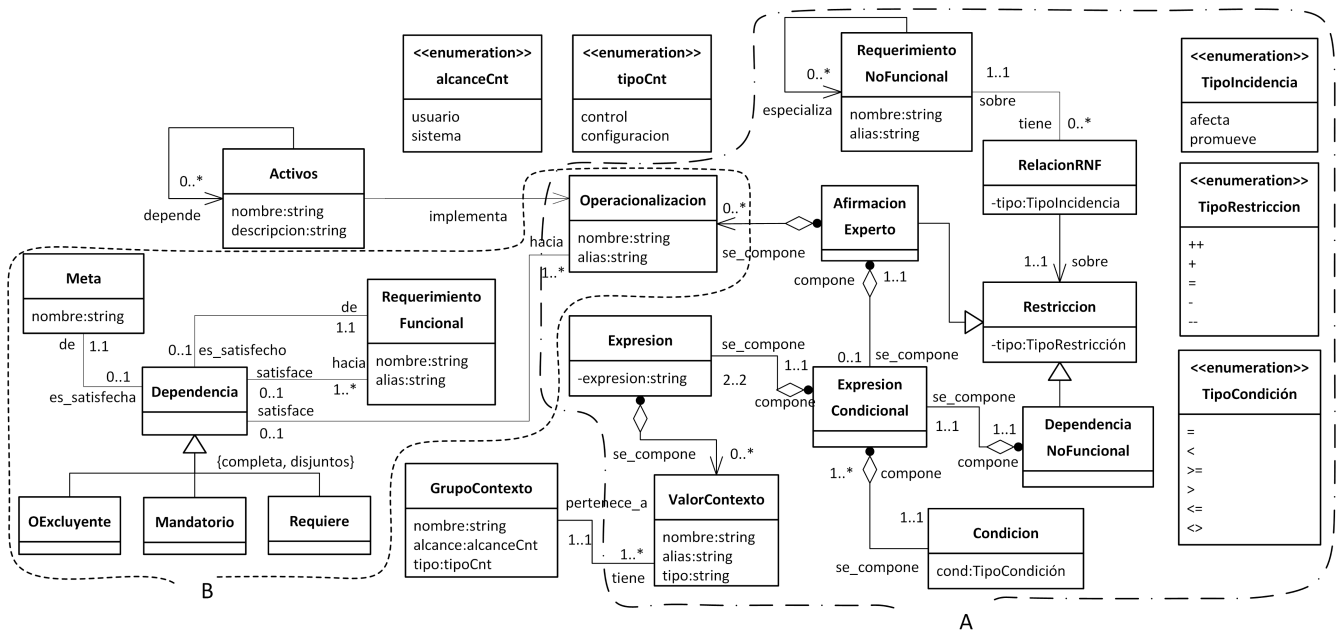 <<enumeration>>
alcanceCnt
usuario
sistema
<<enumeration>>
tipoCnt
control
configuracion
Requerimiento
NoFuncional
nombre:string
alias:string
0..*
especializa
1..1
sobre
tiene
0..*
<<enumeration>>
TipoIncidencia
afecta
promueve
Activos
nombre:string
descripcion:string
0..*
depende
implementa
Operacionalizacion
nombre:string
alias:string
hacia
1..*
0..*
se_compone
Afirmacion
Experto
compone
1..1
RelacionRNF
-tipo:TipoIncidencia
1..1
sobre
<<enumeration>>
TipoRestriccion
++
+
=
-
--
Meta
nombre:string
de
1.1
0..1
es_satisfecha
Requerimiento
Funcional
nombre:string
alias:string
de
1.1
0..1
es_satisfecho
hacia
1..*
satisface
0..1
satisface
0..1
Dependencia
{completa, disjuntos}
OExcluyente
Mandatorio
Requiere
B
Restriccion
-tipo:TipoRestricción
Expresion
-expresion:string
se_compone
2..2
1..1
compone
0..1
se_compone
Expresion
Condicional
se_compone
1..1
1..1
compone
Dependencia
NoFuncional
<<enumeration>>
TipoCondición
=
<
>=
>
<=
<>
se_compone
0..*
GrupoContexto
nombre:string
alcance:alcanceCnt
tipo:tipoCnt
pertenece_a
1..1
1..*
tiene
ValorContexto
nombre:string
alias:string
tipo:string
1..*
compone
1..1
se_compone
Condicion
cond:TipoCondición
A